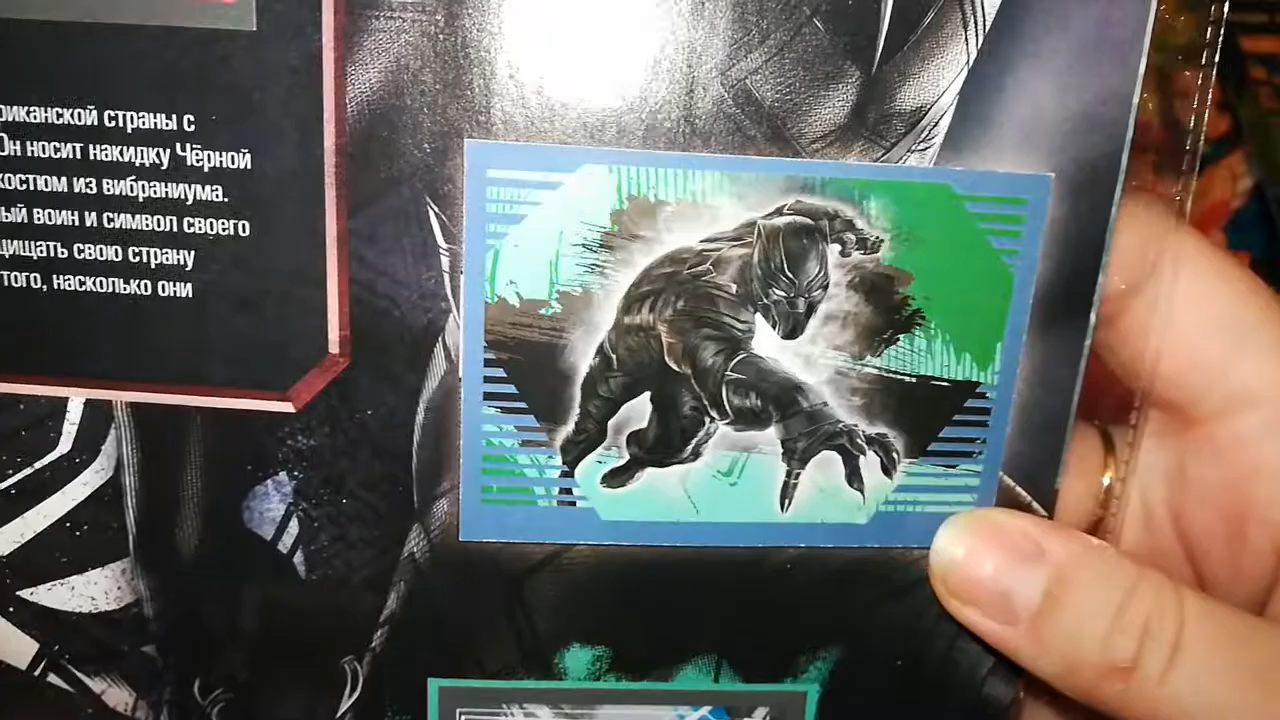 риканской страны с
Он носит накидку Чёрной
костюм из вибраниума.
ый воин и символ своего
щищать свою страну
того, насколько они